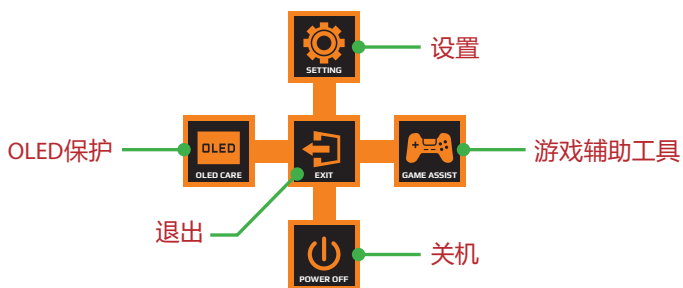 SETTING
设置
OLED保护
OLED
OLED CARE
EXIT
GAME ASSIST
游戏辅助工具
退出
POWER OFF
关机